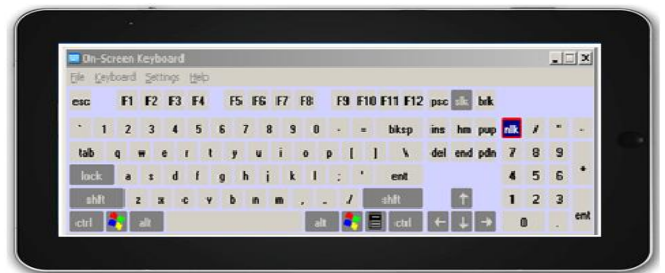 On-Screen Keyboard
File Keyboard Settings Help
esc F1 F2 F3 F4 F5 F6 F7 F8 F9 F10 F11 F12 psc slk brk
` 1 2 3 4 5 6 7 8 9 0 - = bksp ins hm pup nlk / * -
tab q w e r t y u i o p [ ] \ del end pdn 7 8 9
lock a s d f g h j k l ; ' ent 4 5 6 +
shft z x c v b n m , . / shft 1 2 3
ctrl alt alt ctrl 0 . ent